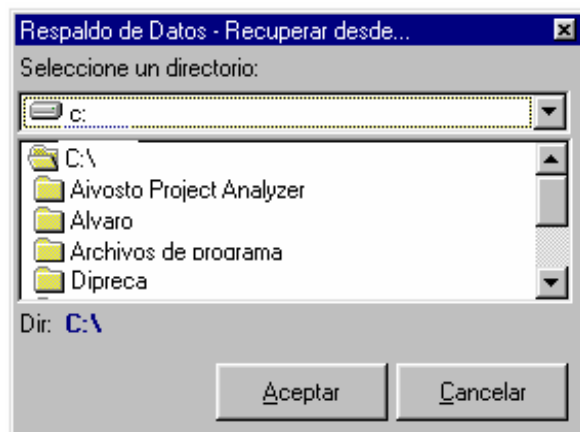 Respaldo de Datos - Recuperar desde...
Seleccione un directorio:
c:
C:\
Aivosto Project Analyzer
Alvaro
Archivos de programa
Dipreca
Dir: C:\
Aceptar Cancelar